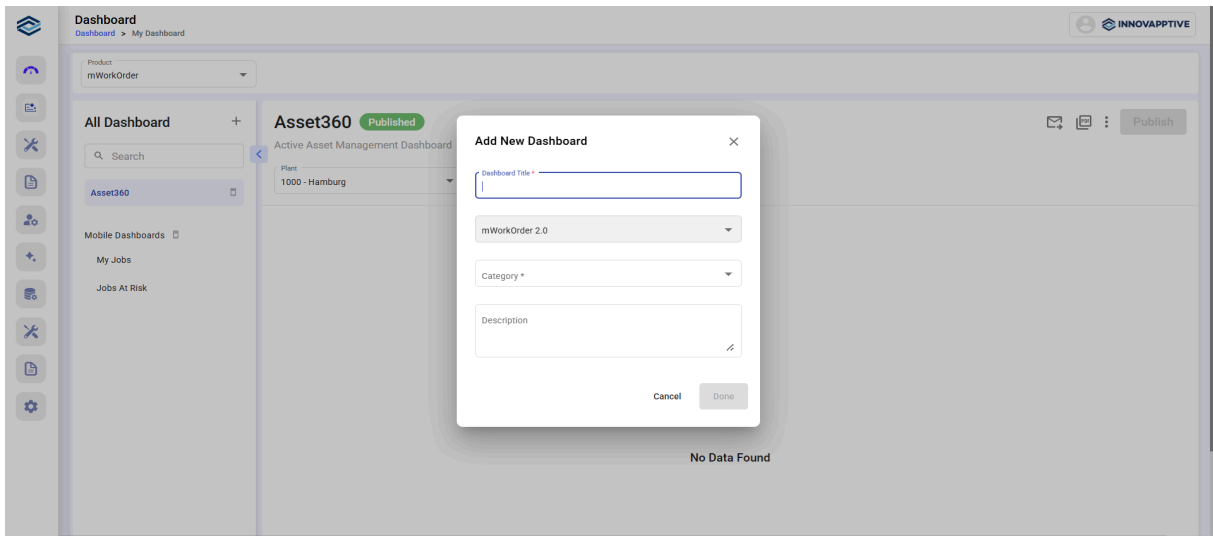 Dashboard
Dashboard > My Dashboard
INNOVAPPTIVE
Product
mWorkOrder
All Dashboard +
Search
Asset360
Mobile Dashboards
My Jobs
Jobs At Risk
Asset360 Published
Active Asset Management Dashboard
Plant
1000 - Hamburg
PDF
Publish
Add New Dashboard
Dashboard Title *
mWorkOrder 2.0
Category *
Description
Cancel Done
No Data Found